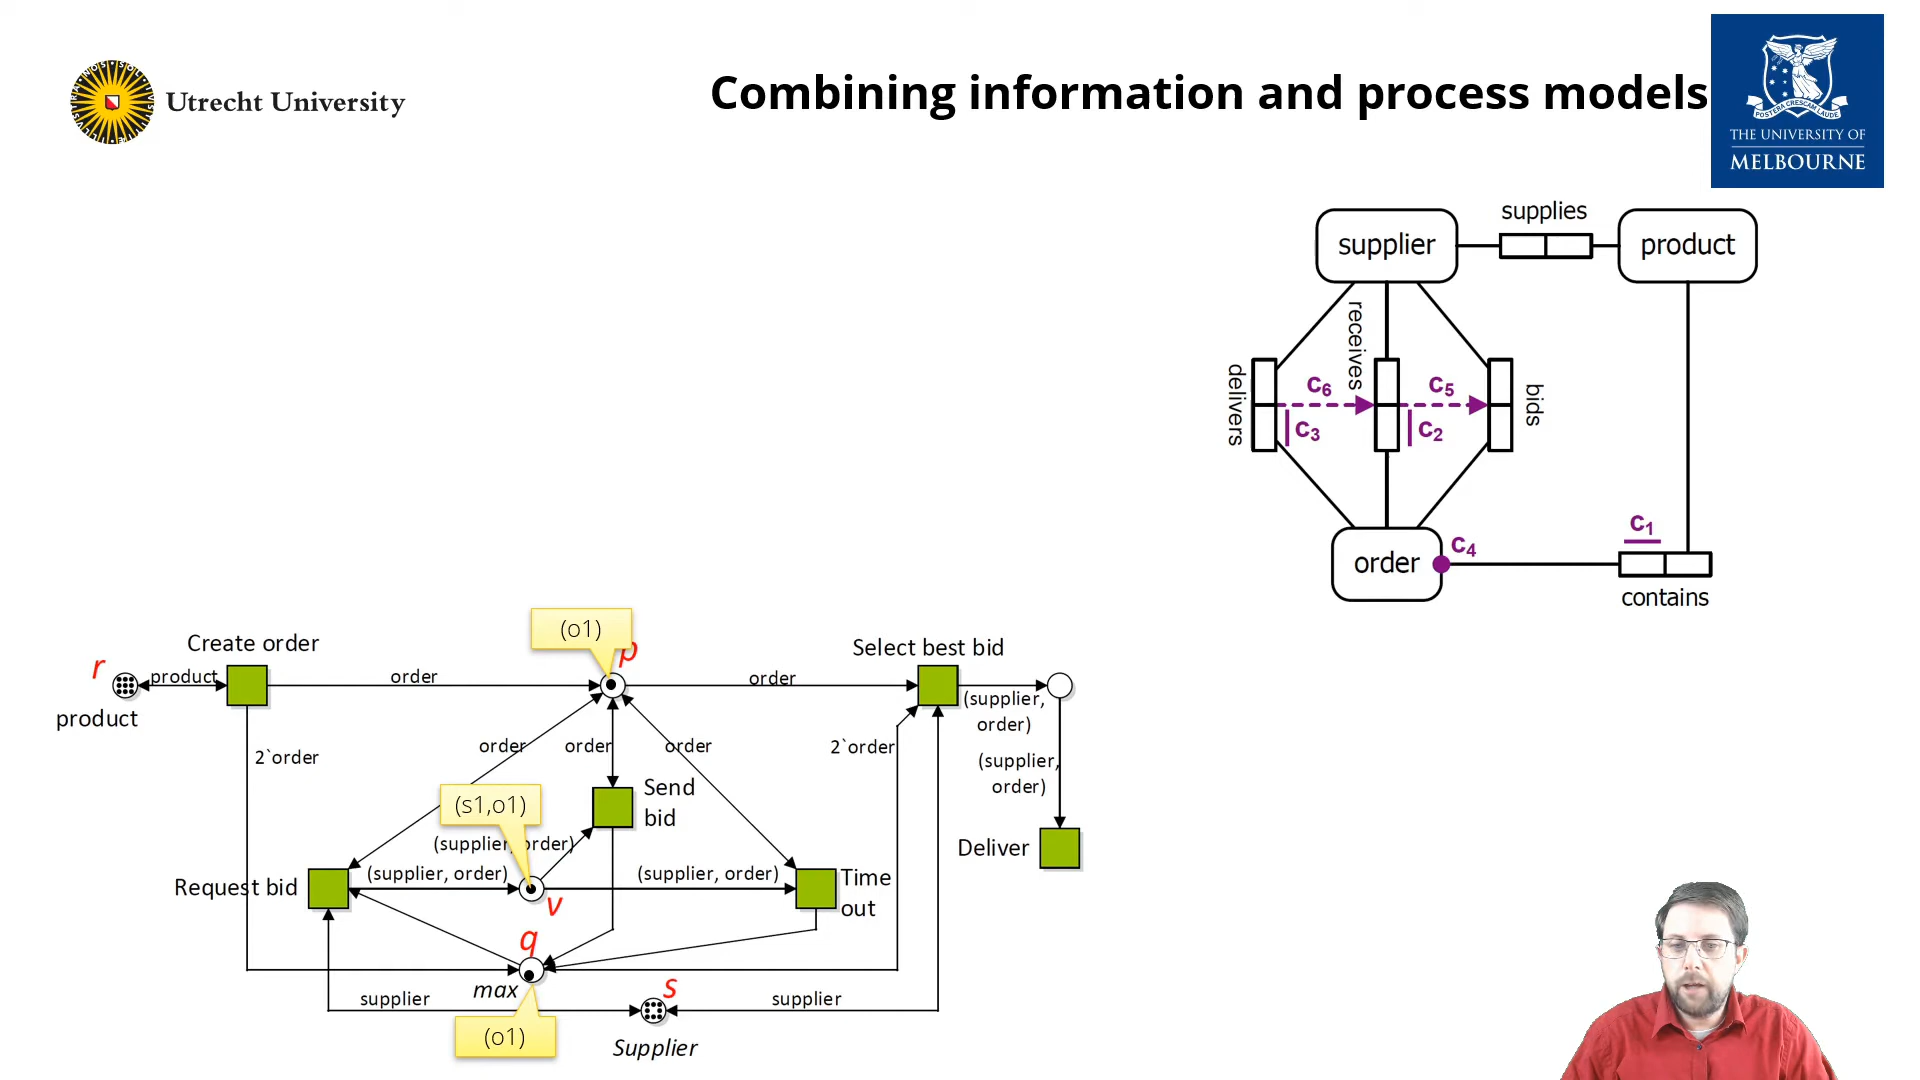 Utrecht University
Combining information and process models
THE UNIVERSITY OF
MELBOURNE
supplies
supplier
product
receives
delivers
bids
c6
c5
c3
c2
c1
c4
order
contains
(o1)
Create order
p
Select best bid
r
product
order
order
product
(supplier,
order)
2`order
order
order
order
2`order
(supplier,
order)
Send
bid
(s1,o1)
(supplier, order)
Deliver
Request bid
(supplier, order)
(supplier, order)
Time
out
v
q
max
s
supplier
supplier
(o1)
Supplier